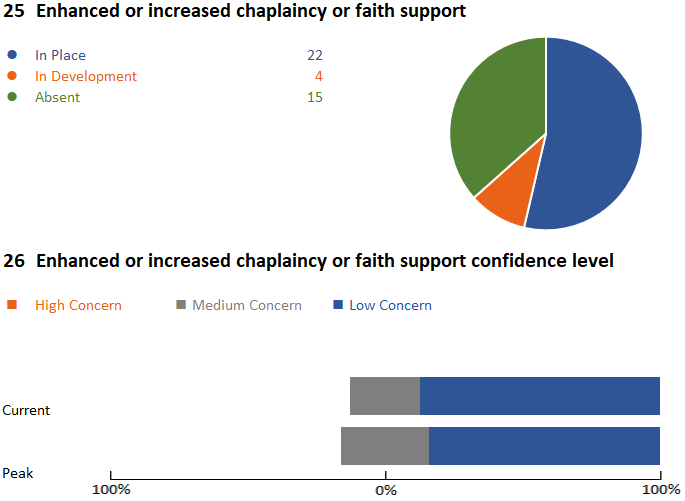 25 Enhanced or increased chaplaincy or faith support
In Place 22
In Development 4
Absent 15
26 Enhanced or increased chaplaincy or faith support confidence level
High Concern Medium Concern Low Concern
Current
Peak
100% 0% 100%